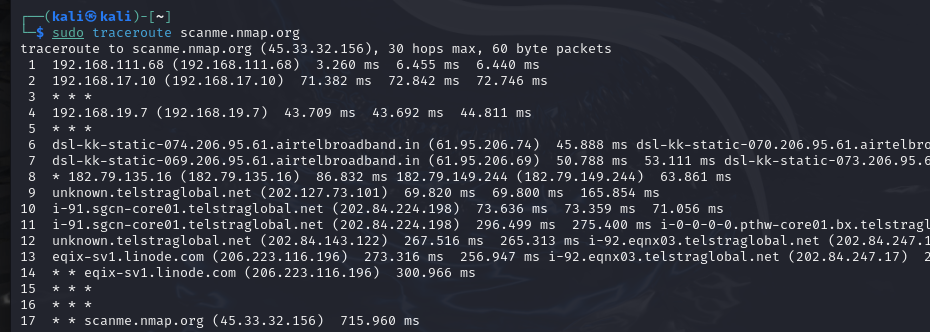 ┌──(kali㉿kali)-[~]
└─$ sudo traceroute scanme.nmap.org
traceroute to scanme.nmap.org (45.33.32.156), 30 hops max, 60 byte packets
 1  192.168.111.68 (192.168.111.68)  3.260 ms  6.455 ms  6.440 ms
 2  192.168.17.10 (192.168.17.10)  71.382 ms  72.842 ms  72.746 ms
 3  * * *
 4  192.168.19.7 (192.168.19.7)  43.709 ms  43.692 ms  44.811 ms
 5  * * *
 6  dsl-kk-static-074.206.95.61.airtelbroadband.in (61.95.206.74)  45.888 ms dsl-kk-static-070.206.95.61.airtelbro
 7  dsl-kk-static-069.206.95.61.airtelbroadband.in (61.95.206.69)  50.788 ms  53.111 ms dsl-kk-static-073.206.95.6
 8  * 182.79.135.16 (182.79.135.16)  86.832 ms 182.79.149.244 (182.79.149.244)  63.861 ms
 9  unknown.telstraglobal.net (202.127.73.101)  69.820 ms  69.800 ms  165.854 ms
10  i-91.sgcn-core01.telstraglobal.net (202.84.224.198)  73.636 ms  73.359 ms  71.056 ms
11  i-91.sgcn-core01.telstraglobal.net (202.84.224.198)  296.499 ms  275.400 ms i-0-0-0-0.pthw-core01.bx.telstragl
12  unknown.telstraglobal.net (202.84.143.122)  267.516 ms  265.313 ms i-92.eqnx03.telstraglobal.net (202.84.247.1
13  eqix-sv1.linode.com (206.223.116.196)  273.316 ms  256.947 ms i-92.eqnx03.telstraglobal.net (202.84.247.17)  2
14  * * eqix-sv1.linode.com (206.223.116.196)  300.966 ms
15  * * *
16  * * *
17  * * scanme.nmap.org (45.33.32.156)  715.960 ms